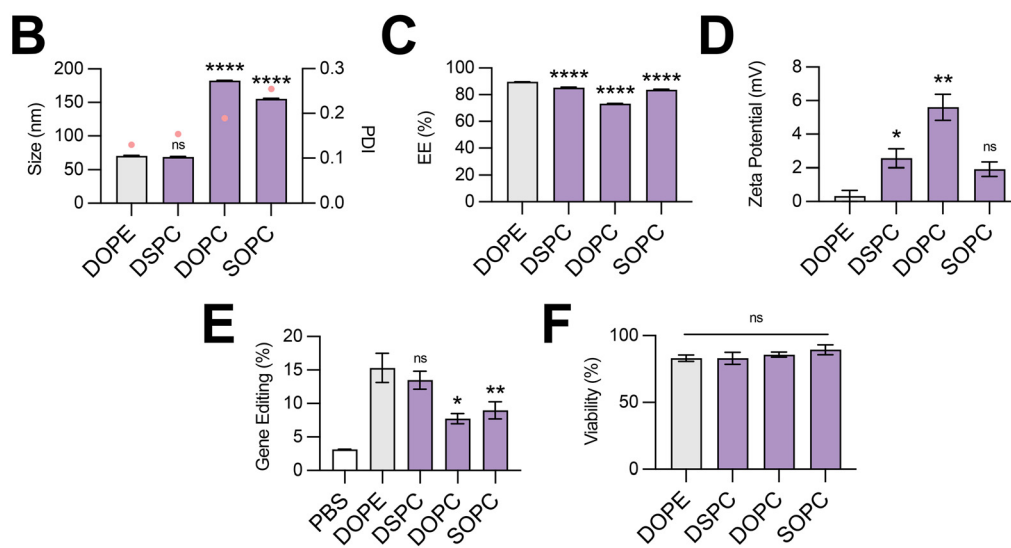 B
Size (nm)
200
150
100
50
0
****
****
ns
0.3
0.2
0.1
0.0
PDI
DOPE
DSPC
DOPC
SOPC
C
EE (%)
100
80
60
40
20
0
****
****
****
DOPE
DSPC
DOPC
SOPC
D
Zeta Potential (mV)
8
6
4
2
0
*
**
ns
DOPE
DSPC
DOPC
SOPC
E
Gene Editing (%)
20
15
10
5
0
ns
*
**
PBS
DOPE
DSPC
DOPC
SOPC
F
Viability (%)
100
50
0
ns
DOPE
DSPC
DOPC
SOPC